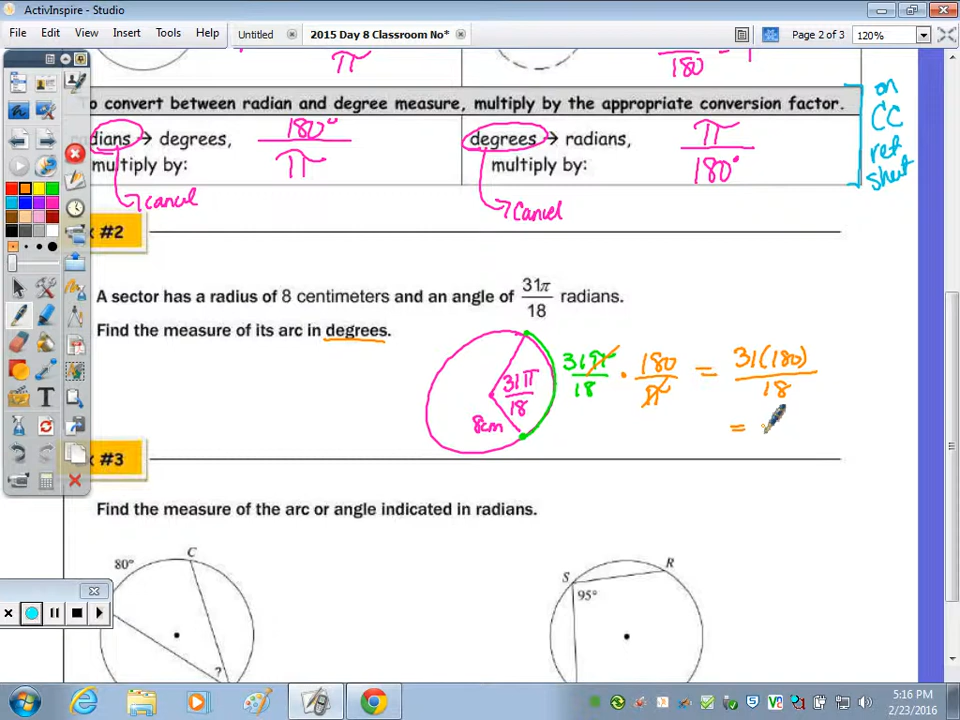 ActivInspire - Studio
File Edit View Insert Tools Help Untitled 2015 Day 8 Classroom No* Page 2 of 3 120%
π
180 = 1
To convert between radian and degree measure, multiply by the appropriate conversion factor.
dians → degrees,
multiply by:
180°
π
cancel
degrees → radians,
multiply by:
π
180°
Cancel
on
CC
ref
sheet
x #2
A sector has a radius of 8 centimeters and an angle of 31π/18 radians.
Find the measure of its arc in degrees.
31π
18
8cm
31π/18 · 180/π = 31(180)/18
=
x #3
Find the measure of the arc or angle indicated in radians.
80°
C
?
S
R
95°
5:16 PM
2/23/2016